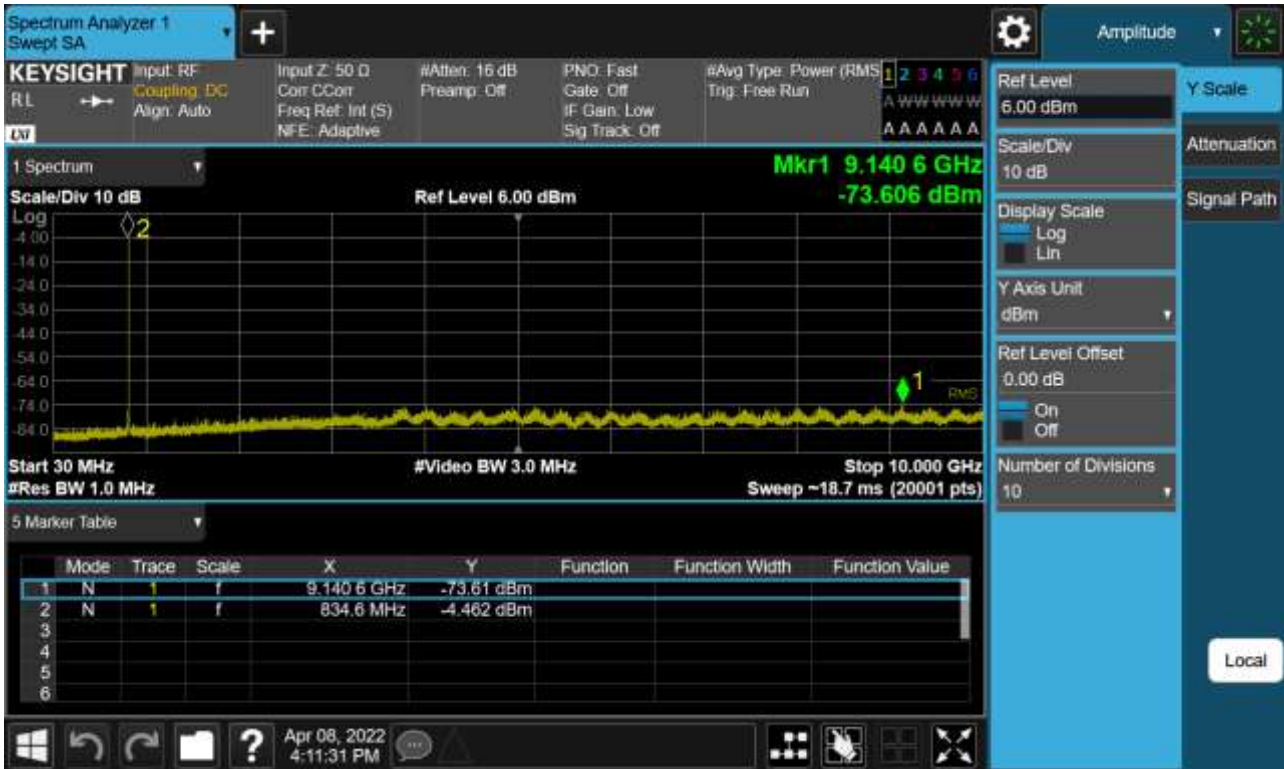 Spectrum Analyzer 1
Swept SA
+
Amplitude
KEYSIGHT
RL
LXI
Input: RF
Coupling: DC
Align: Auto
Input Z: 50 Ω
Corr CCorr
Freq Ref: Int (S)
NFE: Adaptive
#Atten: 16 dB
Preamp: Off
PNO: Fast
Gate: Off
IF Gain: Low
Sig Track: Off
#Avg Type: Power (RMS
Trig: Free Run
1 2 3 4 5 6
A W W W W W
A A A A A A
1 Spectrum
Scale/Div 10 dB
Ref Level 6.00 dBm
Mkr1 9.140 6 GHz
-73.606 dBm
Log
-4.00
-14.0
-24.0
-34.0
-44.0
-54.0
-64.0
-74.0
-84.0
2
1
RMS
Start 30 MHz
#Video BW 3.0 MHz
Stop 10.000 GHz
#Res BW 1.0 MHz
Sweep ~18.7 ms (20001 pts)
5 Marker Table
Mode Trace Scale X Y Function Function Width Function Value
1 N 1 f 9.140 6 GHz -73.61 dBm
2 N 1 f 834.6 MHz -4.462 dBm
3
4
5
6
Ref Level
6.00 dBm
Scale/Div
10 dB
Display Scale
Log
Lin
Y Axis Unit
dBm
Ref Level Offset
0.00 dB
On
Off
Number of Divisions
10
Y Scale
Attenuation
Signal Path
Local
?
Apr 08, 2022
4:11:31 PM